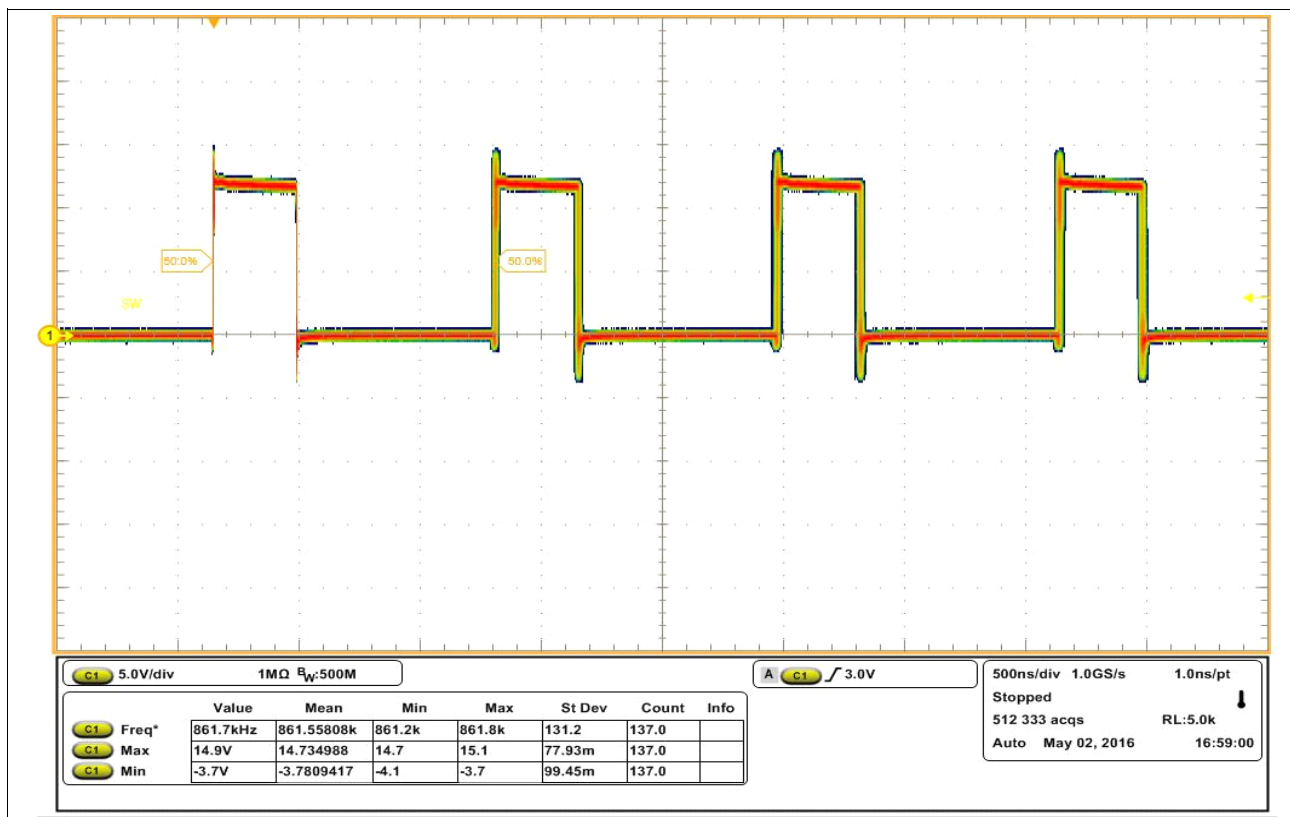 50.0%
50.0%
SW
1
C1 5.0V/div 1MΩ BW:500M
A C1 3.0V
500ns/div 1.0GS/s 1.0ns/pt
Stopped
512 333 acqs RL:5.0k
Auto May 02, 2016 16:59:00
Value Mean Min Max St Dev Count Info
C1 Freq* 861.7kHz 861.55808k 861.2k 861.8k 131.2 137.0
C1 Max 14.9V 14.734988 14.7 15.1 77.93m 137.0
C1 Min -3.7V -3.7809417 -4.1 -3.7 99.45m 137.0